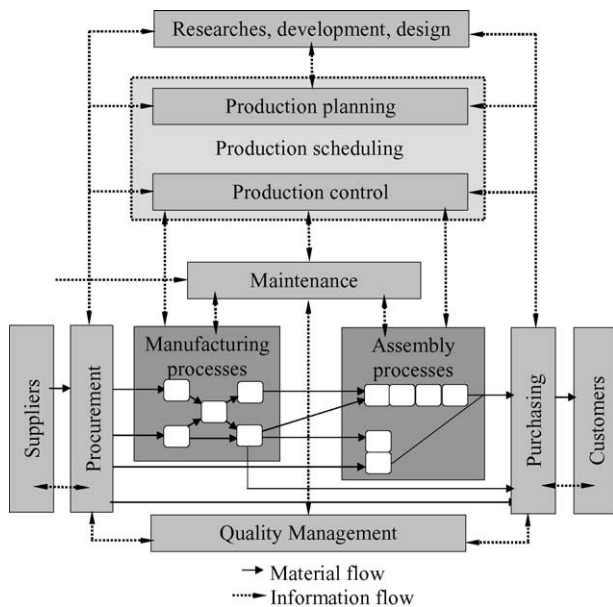 Researches, development, design
Production planning
Production scheduling
Production control
Maintenance
Manufacturing
processes
Assembly
processes
Suppliers
Procurement
Purchasing
Customers
Quality Management
Material flow
Information flow